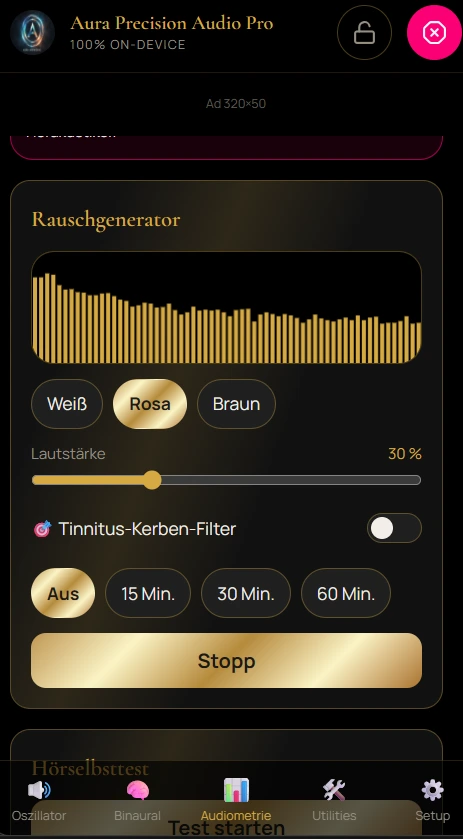 Aura Precision Audio Pro
100% ON-DEVICE
Ad 320×50
Rauschgenerator
Weiß
Rosa
Braun
Lautstärke
30 %
Tinnitus-Kerben-Filter
Aus
15 Min.
30 Min.
60 Min.
Stopp
Hörselbsttest
Test starten
Oszillator
Binaural
Audiometrie
Utilities
Setup